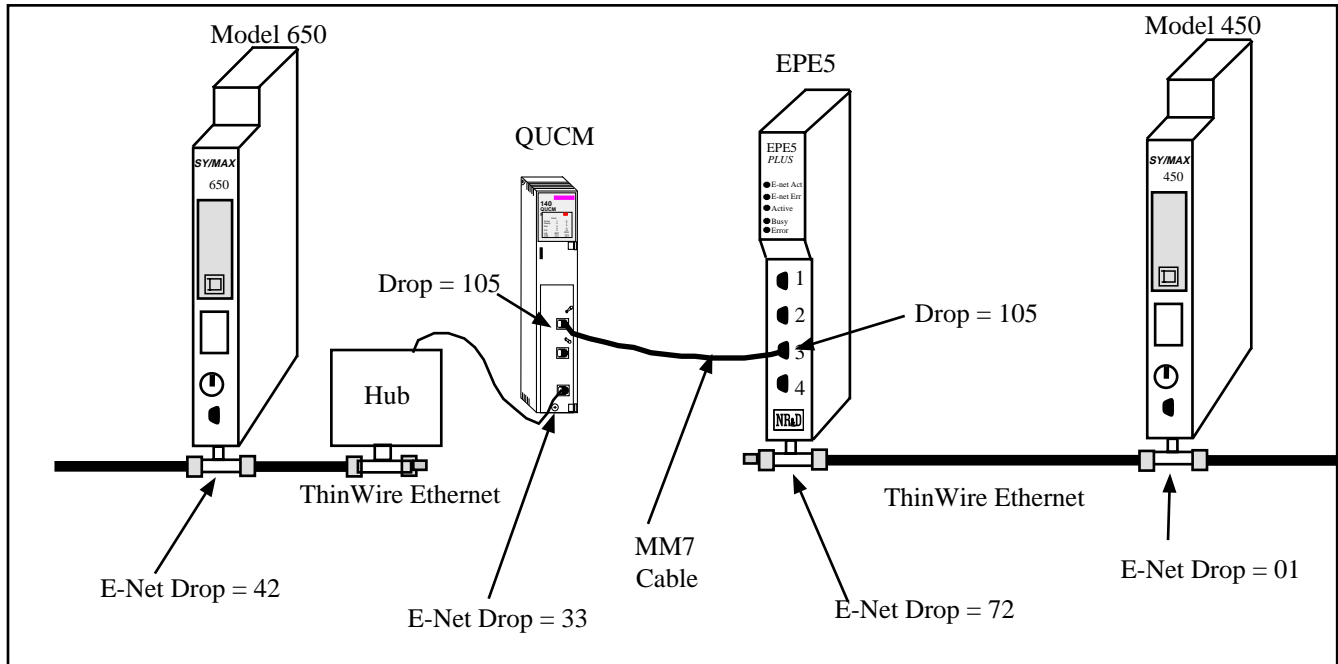 Model 650
Model 450
EPE5
QUCM
SY/MAX
650
EPE5
PLUS
E-net Act
E-net Err
Active
Busy
Error
SY/MAX
450
140
QUCM
1
2
3
4
Drop = 105
Drop = 105
Hub
NR&D
ThinWire Ethernet
ThinWire Ethernet
MM7
Cable
E-Net Drop = 42
E-Net Drop = 33
E-Net Drop = 72
E-Net Drop = 01